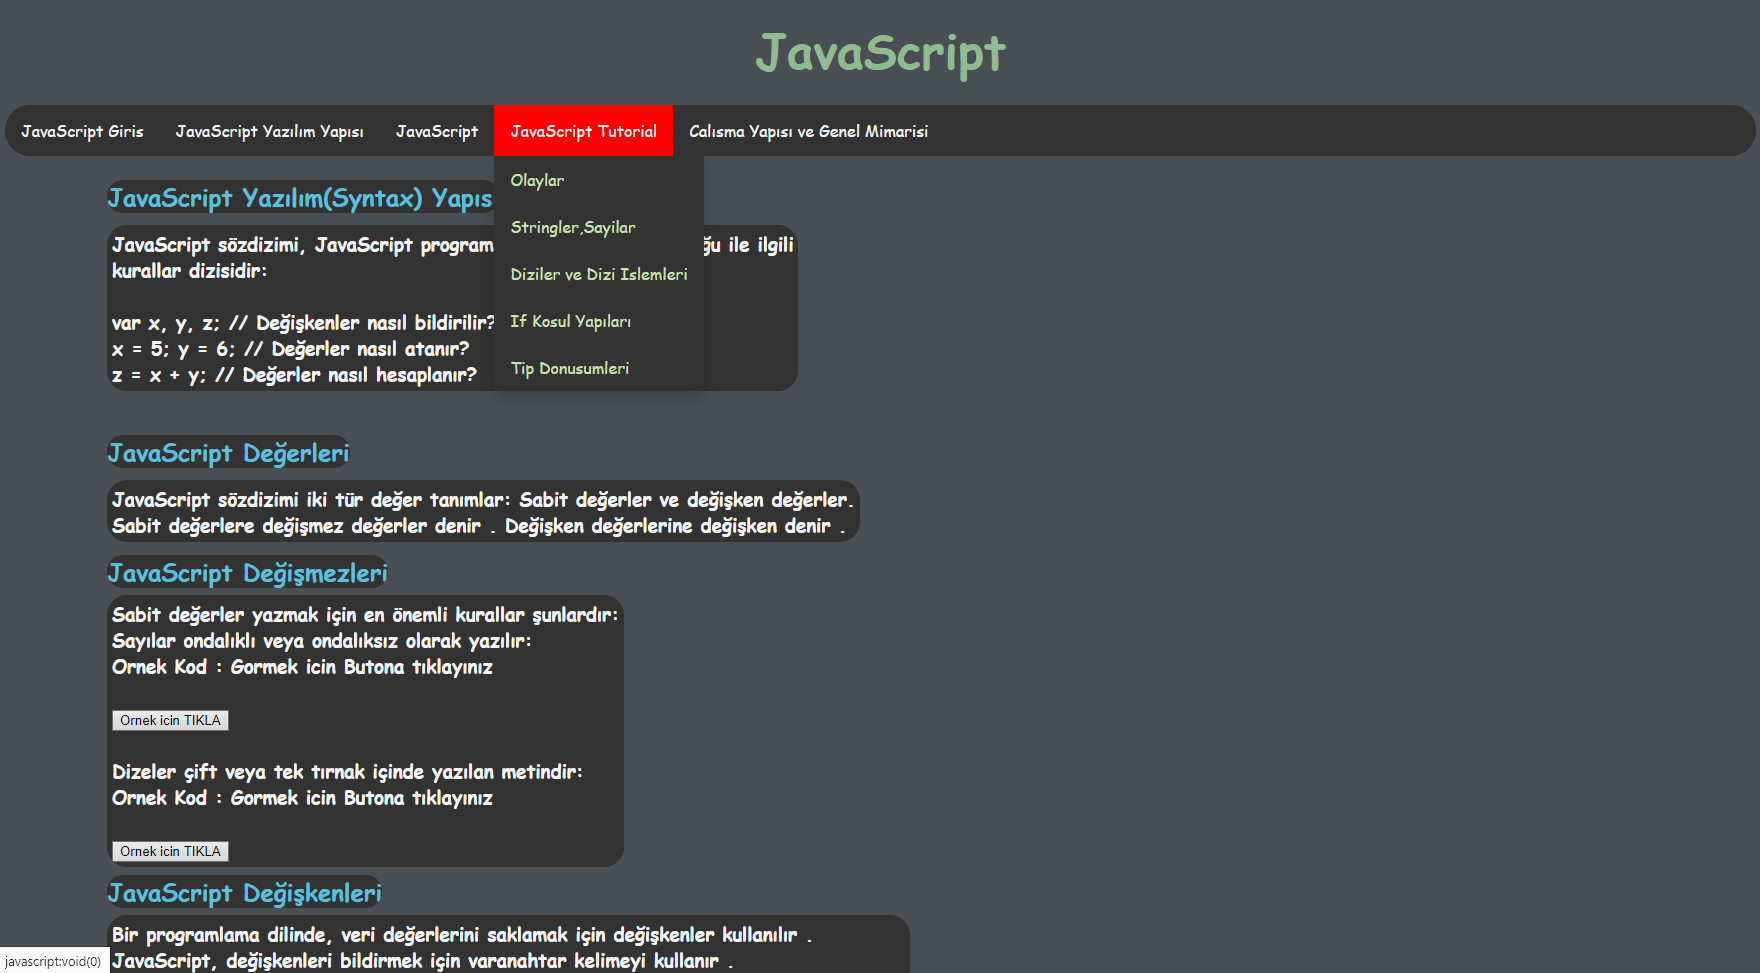 JavaScript
JavaScript Giris JavaScript Yazılım Yapısı JavaScript JavaScript Tutorial Calısma Yapısı ve Genel Mimarisi
Olaylar
Stringler,Sayilar
Diziler ve Dizi Islemleri
If Kosul Yapıları
Tip Donusumleri
JavaScript Yazılım(Syntax) Yapıs
JavaScript sözdizimi, JavaScript program ğu ile ilgili
kurallar dizisidir:
var x, y, z; // Değişkenler nasıl bildirilir?
x = 5; y = 6; // Değerler nasıl atanır?
z = x + y; // Değerler nasıl hesaplanır?
JavaScript Değerleri
JavaScript sözdizimi iki tür değer tanımlar: Sabit değerler ve değişken değerler.
Sabit değerlere değişmez değerler denir . Değişken değerlerine değişken denir .
JavaScript Değişmezleri
Sabit değerler yazmak için en önemli kurallar şunlardır:
Sayılar ondalıklı veya ondalıksız olarak yazılır:
Ornek Kod : Gormek icin Butona tıklayınız
Ornek icin TIKLA
Dizeler çift veya tek tırnak içinde yazılan metindir:
Ornek Kod : Gormek icin Butona tıklayınız
Ornek icin TIKLA
JavaScript Değişkenleri
Bir programlama dilinde, veri değerlerini saklamak için değişkenler kullanılır .
JavaScript, değişkenleri bildirmek için varanahtar kelimeyi kullanır .
javascript:void(0)